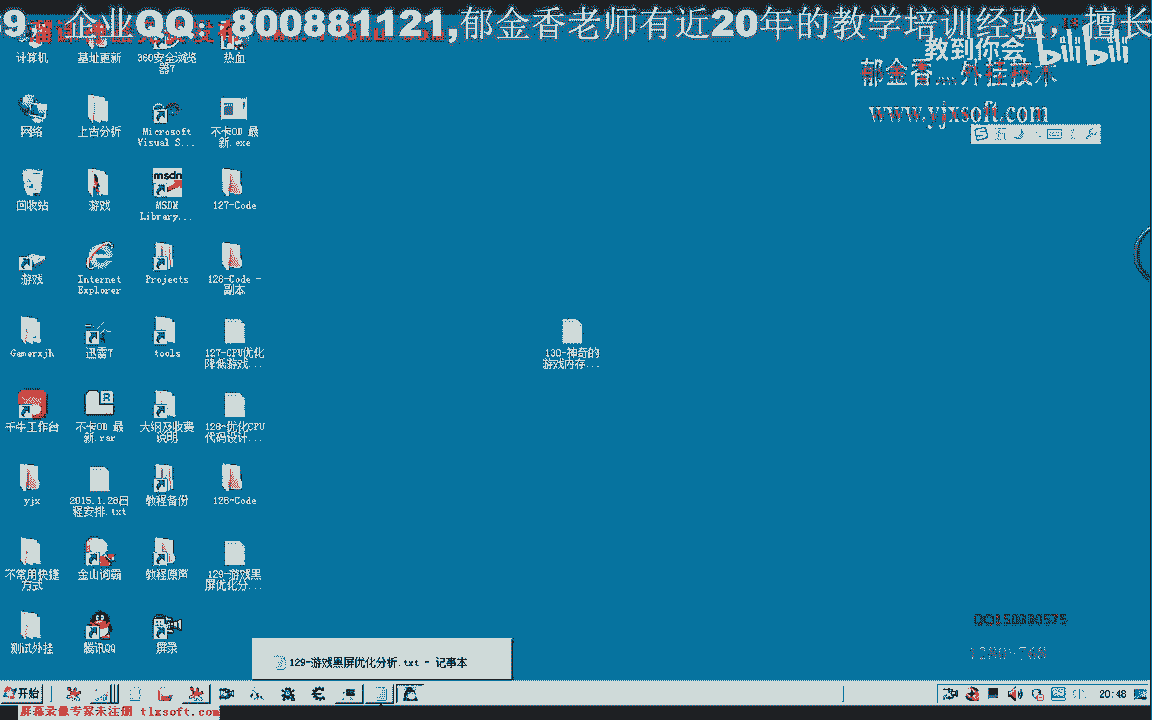 9, 企业QQ：800881121,郁金香老师有近20年的教学培训经验，擅长
教到你会 bilibili
郁金香...外挂技术
www.yjxsoft.com
计算机
基址更新
360安全浏览器7
热血
网络
上古分析
Microsoft Visual S...
不卡OD 最新.exe
回收站
游戏
msdn
MSDN Library...
127-Code
游戏
Internet Explorer
Projects
128-Code - 副本
Gamerxjh
迅雷7
tools
127-CPU优化降低游戏...
130-神奇的游戏内存...
千牛工作台
不卡OD 最新.rar
大纲及收费说明
128-优化CPU代码设计...
yjx
2015.1.28日程安排.txt
教程备份
128-Code
不常用快捷方式
金山词霸
教程原声
129-游戏黑屏优化分...
测试外挂
腾讯QQ
屏录
QQ150330575
129-游戏黑屏优化分析.txt - 记事本
开始
20:48
屏幕录像专家未注册 tlxsoft.com